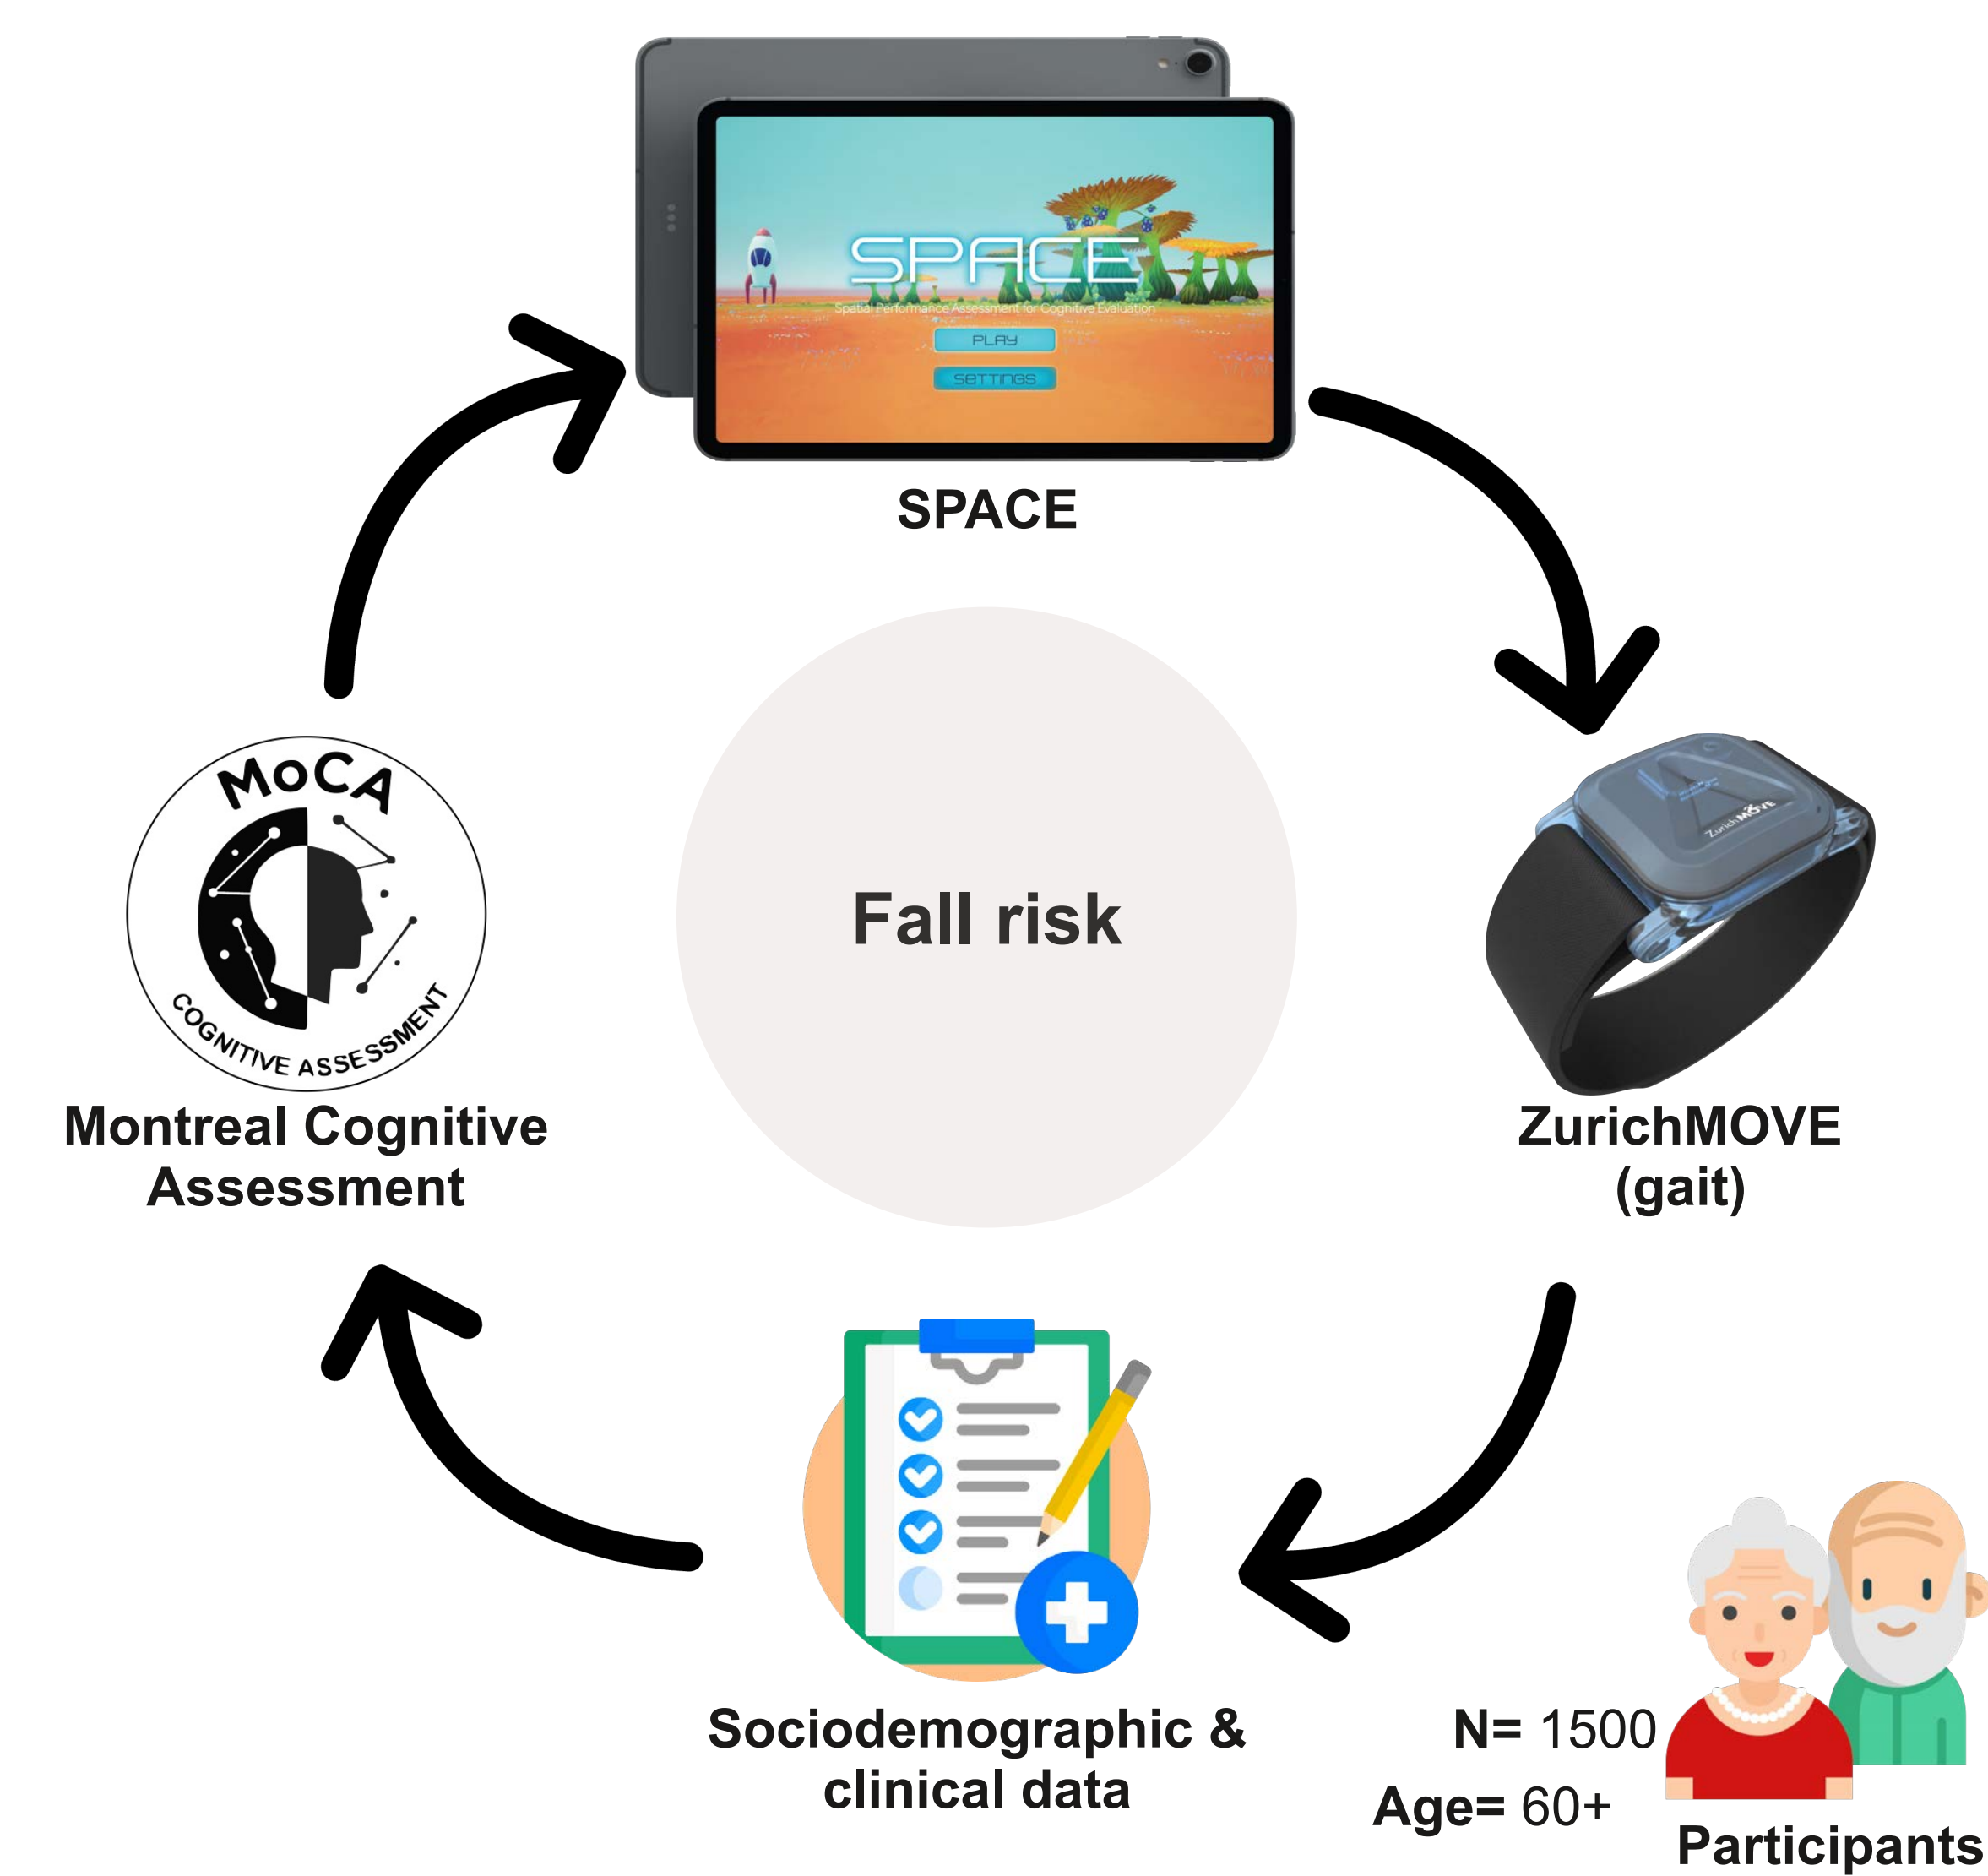 SPACE
Spatial Performance Assessment for Cognitive Evaluation
PLAY
SETTINGS
SPACE
MoCA
COGNITIVE ASSESSMENT
Montreal Cognitive
Assessment
Fall risk
ZurichMOVE
ZurichMOVE
(gait)
Sociodemographic &
clinical data
N= 1500
Age= 60+
Participants